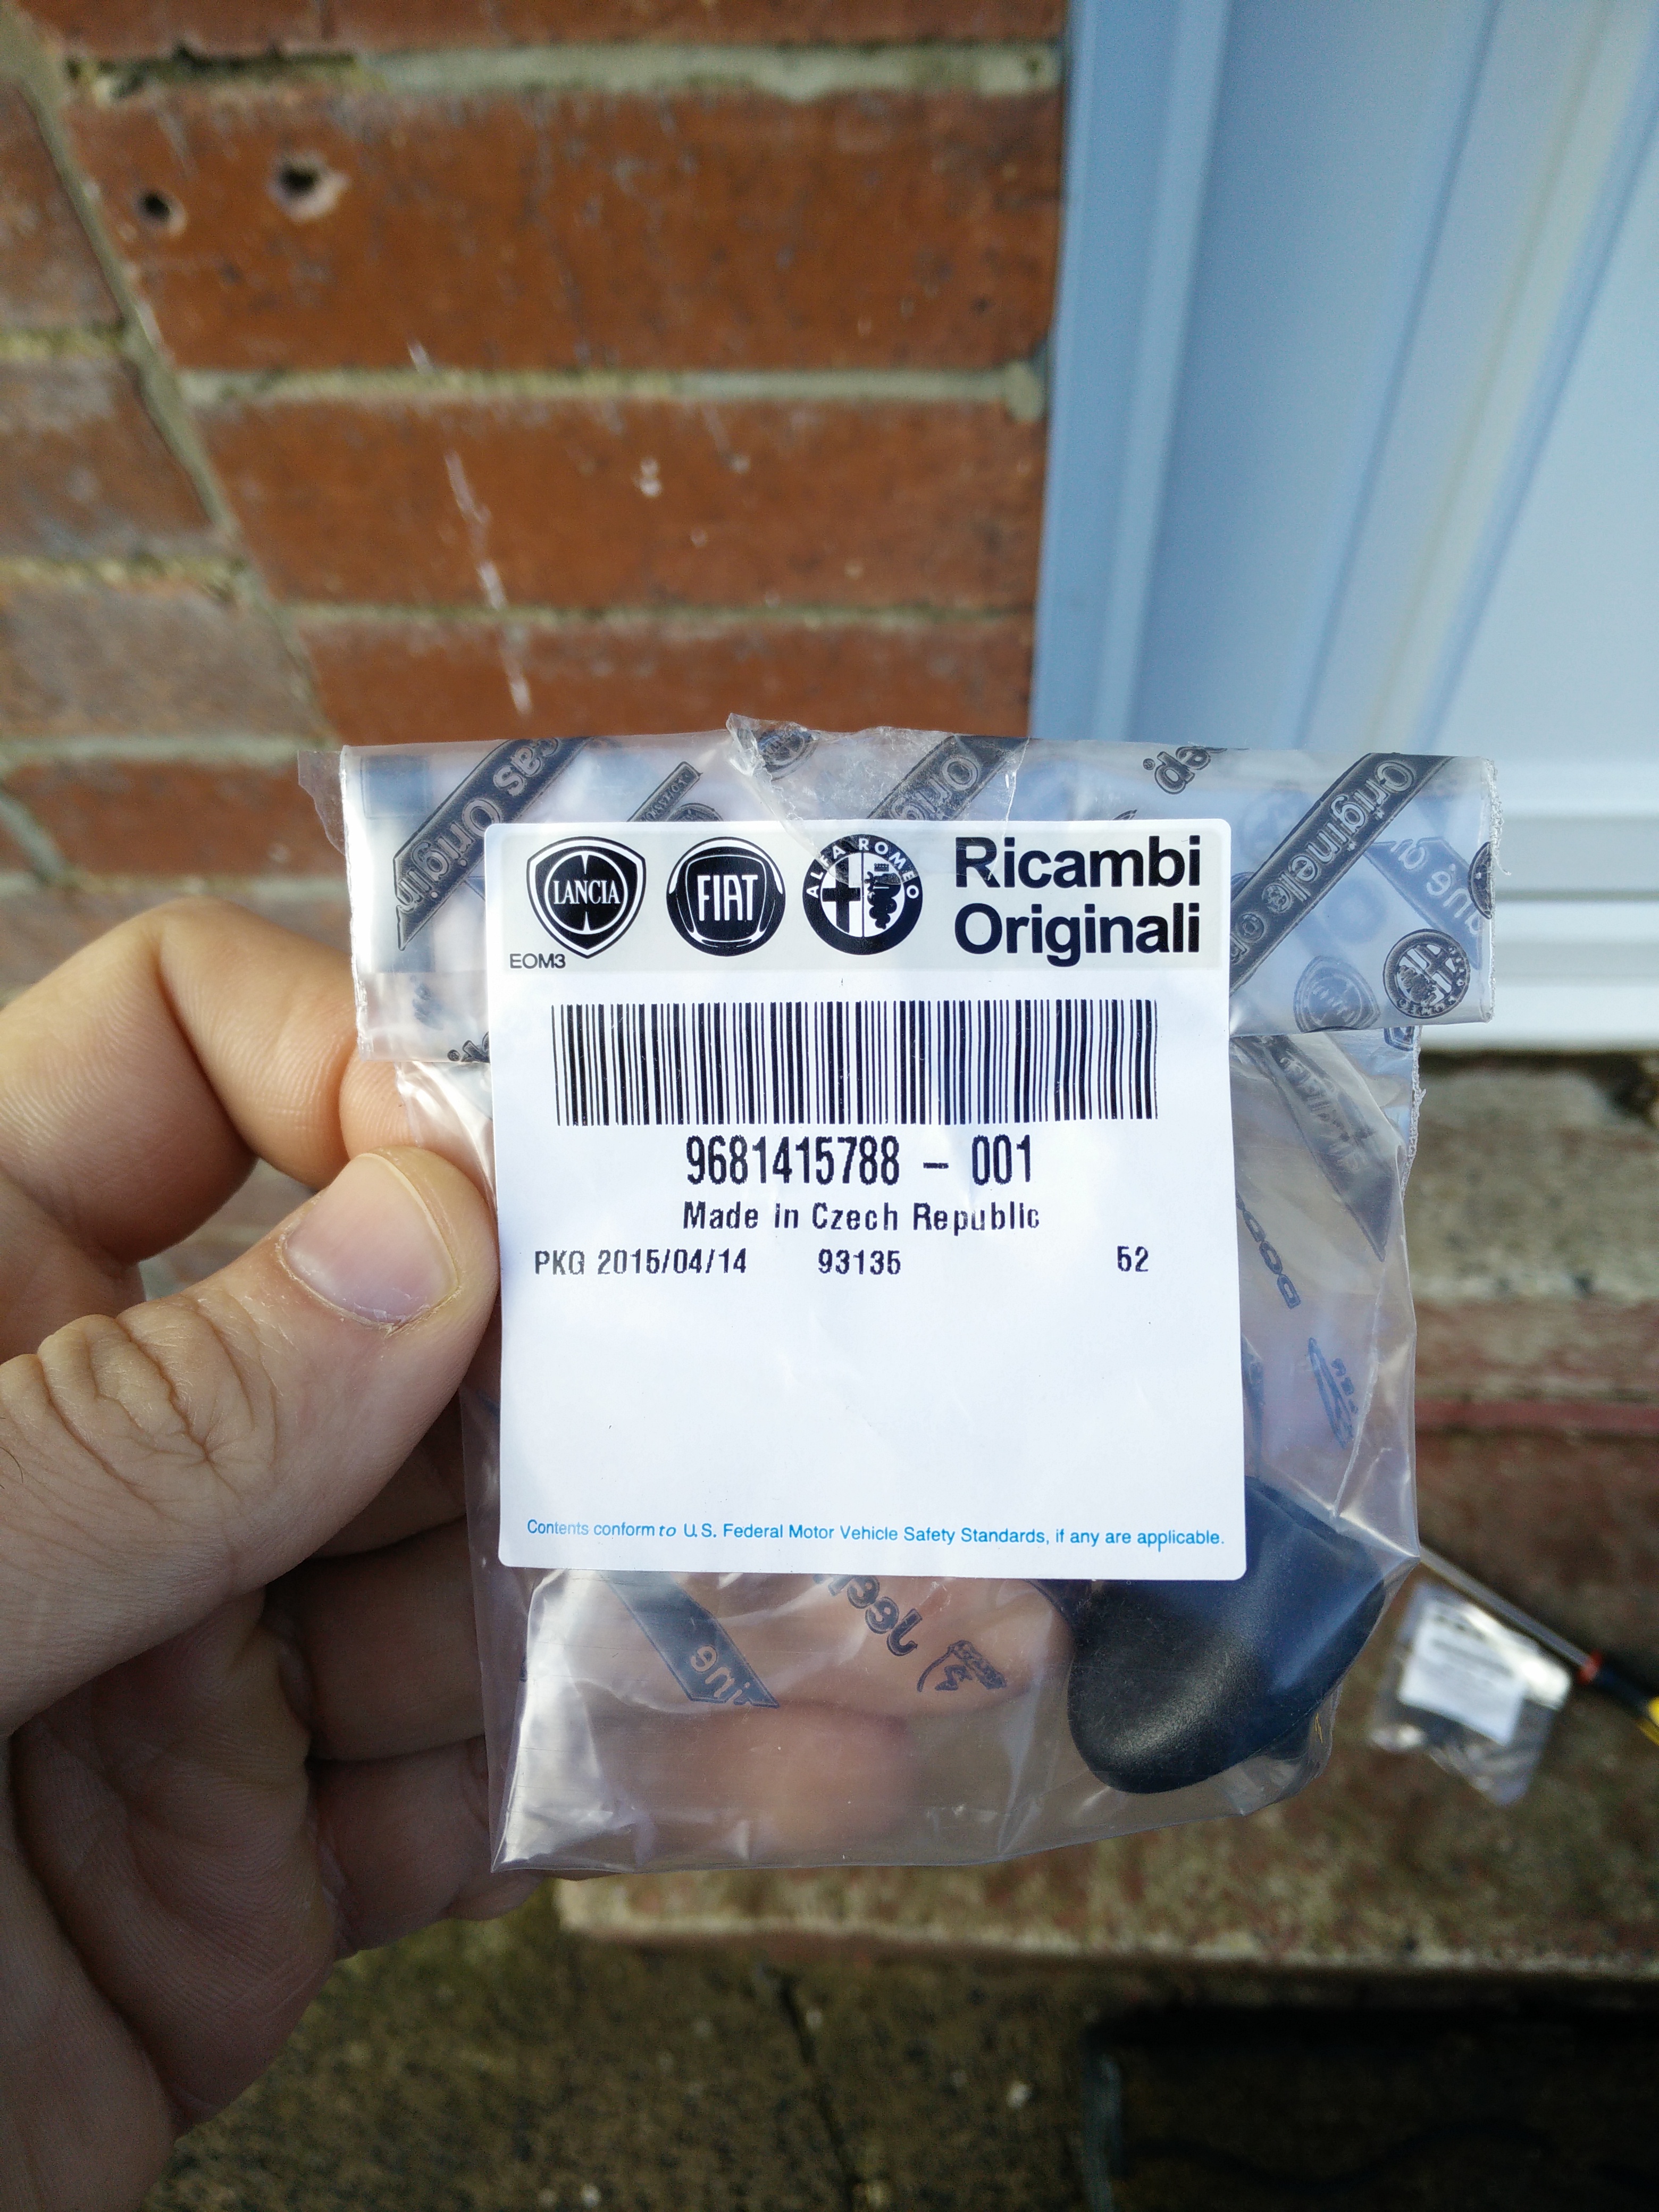 LANCIA
FIAT
ALFA ROMEO
Ricambi
Originali
EOM3
9681415788 - 001
Made in Czech Republic
PKG 2015/04/14 93135 52
Contents conform to U.S. Federal Motor Vehicle Safety Standards, if any are applicable.
Jeep